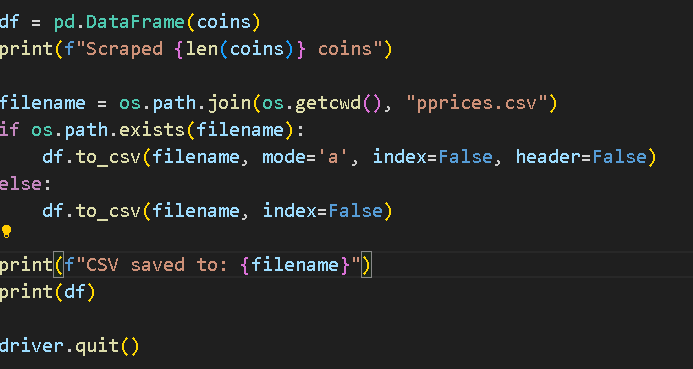 df = pd.DataFrame(coins)
print(f"Scraped {len(coins)} coins")
filename = os.path.join(os.getcwd(), "pprices.csv")
if os.path.exists(filename):
    df.to_csv(filename, mode='a', index=False, header=False)
else:
    df.to_csv(filename, index=False)
print(f"CSV saved to: {filename}")
print(df)
driver.quit()